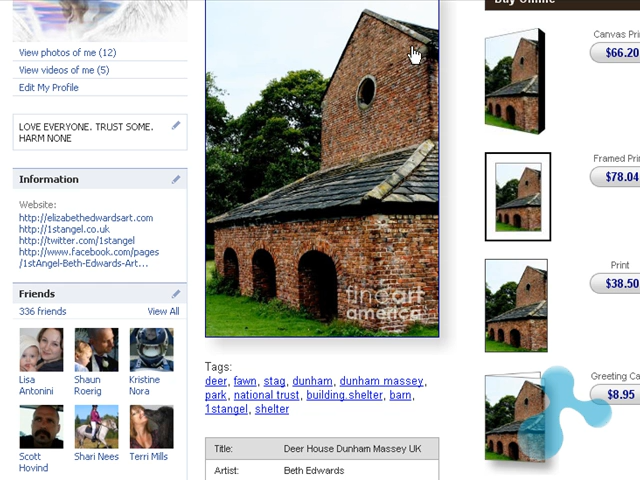 View photos of me (12)
View videos of me (5)
Edit My Profile
LOVE EVERYONE. TRUST SOME.
HARM NONE
Information
Website:
http://elizabethedwardsart.com
http://1stangel.co.uk
http://twitter.com/1stangel
http://www.facebook.com/pages
/1stAngel-Beth-Edwards-Art...
Friends
336 friends
View All
Lisa
Antonini
Shaun
Roerig
Kristine
Nora
Scott
Hovind
Shari Nees
Terri Mills
fine art
america
Tags:
deer, fawn, stag, dunham, dunham massey,
park, national trust, building.shelter, barn,
1stangel, shelter
Title: Deer House Dunham Massey UK
Artist: Beth Edwards
Buy Online
Canvas Prin
$66.20
Framed Prin
$78.04
Print
$38.50
Greeting Ca
$8.95